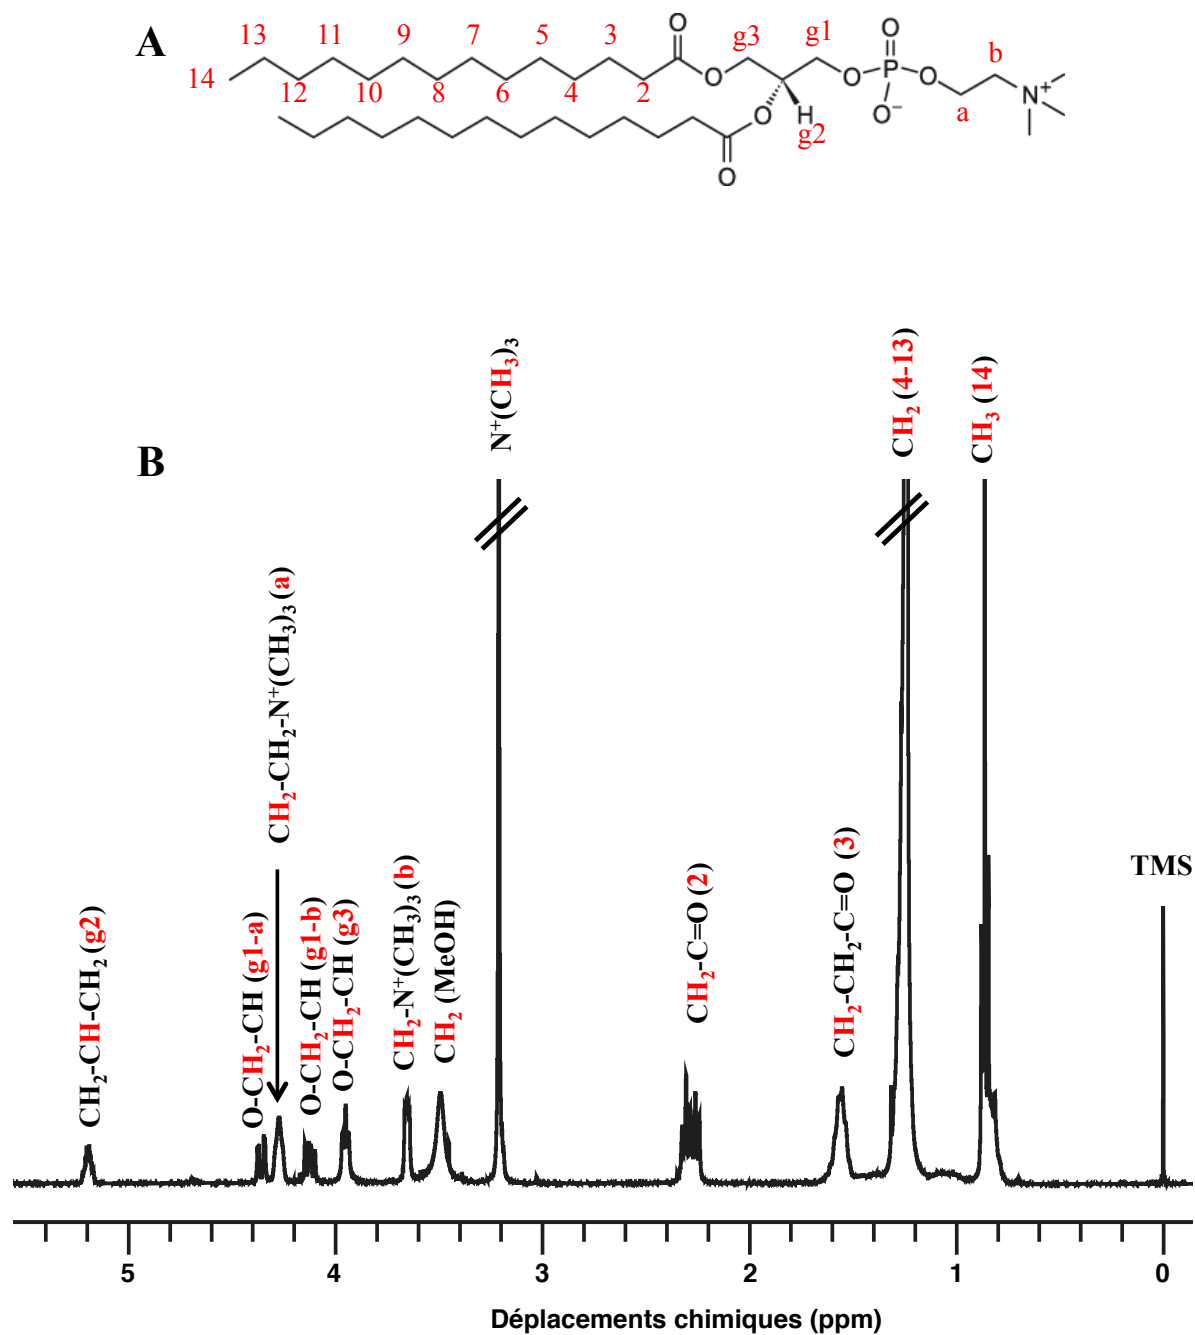 A
13 11 9 7 5 3 O g3 g1 O b
14 12 10 8 6 4 2 O O P O a N+
O H O−
g2
O
B
N⁺(CH₃)₃
CH₂ (4-13)
CH₃ (14)
CH₂-CH₂-N⁺(CH₃)₃ (a)
CH₂-CH-CH₂ (g2)
O-CH₂-CH (g1-a)
O-CH₂-CH (g1-b)
O-CH₂-CH (g3)
CH₂-N⁺(CH₃)₃ (b)
CH₂ (MeOH)
CH₂-C=O (2)
CH₂-CH₂-C=O (3)
TMS
5 4 3 2 1 0
Déplacements chimiques (ppm)